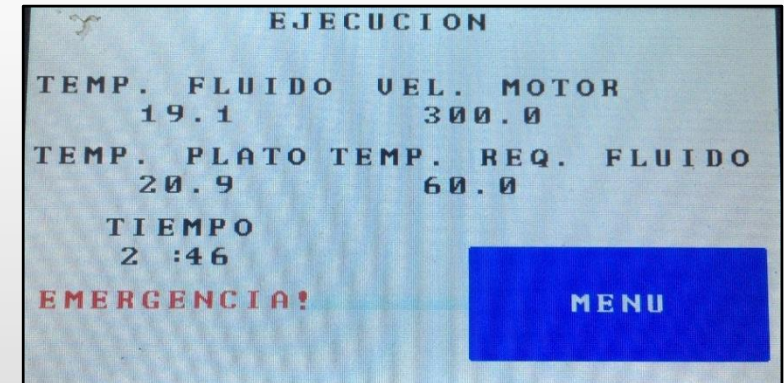 EJECUCION
TEMP. FLUIDO VEL. MOTOR
19.1 300.0
TEMP. PLATO TEMP. REQ. FLUIDO
20.9 60.0
TIEMPO
2 :46
EMERGENCIA!
MENU